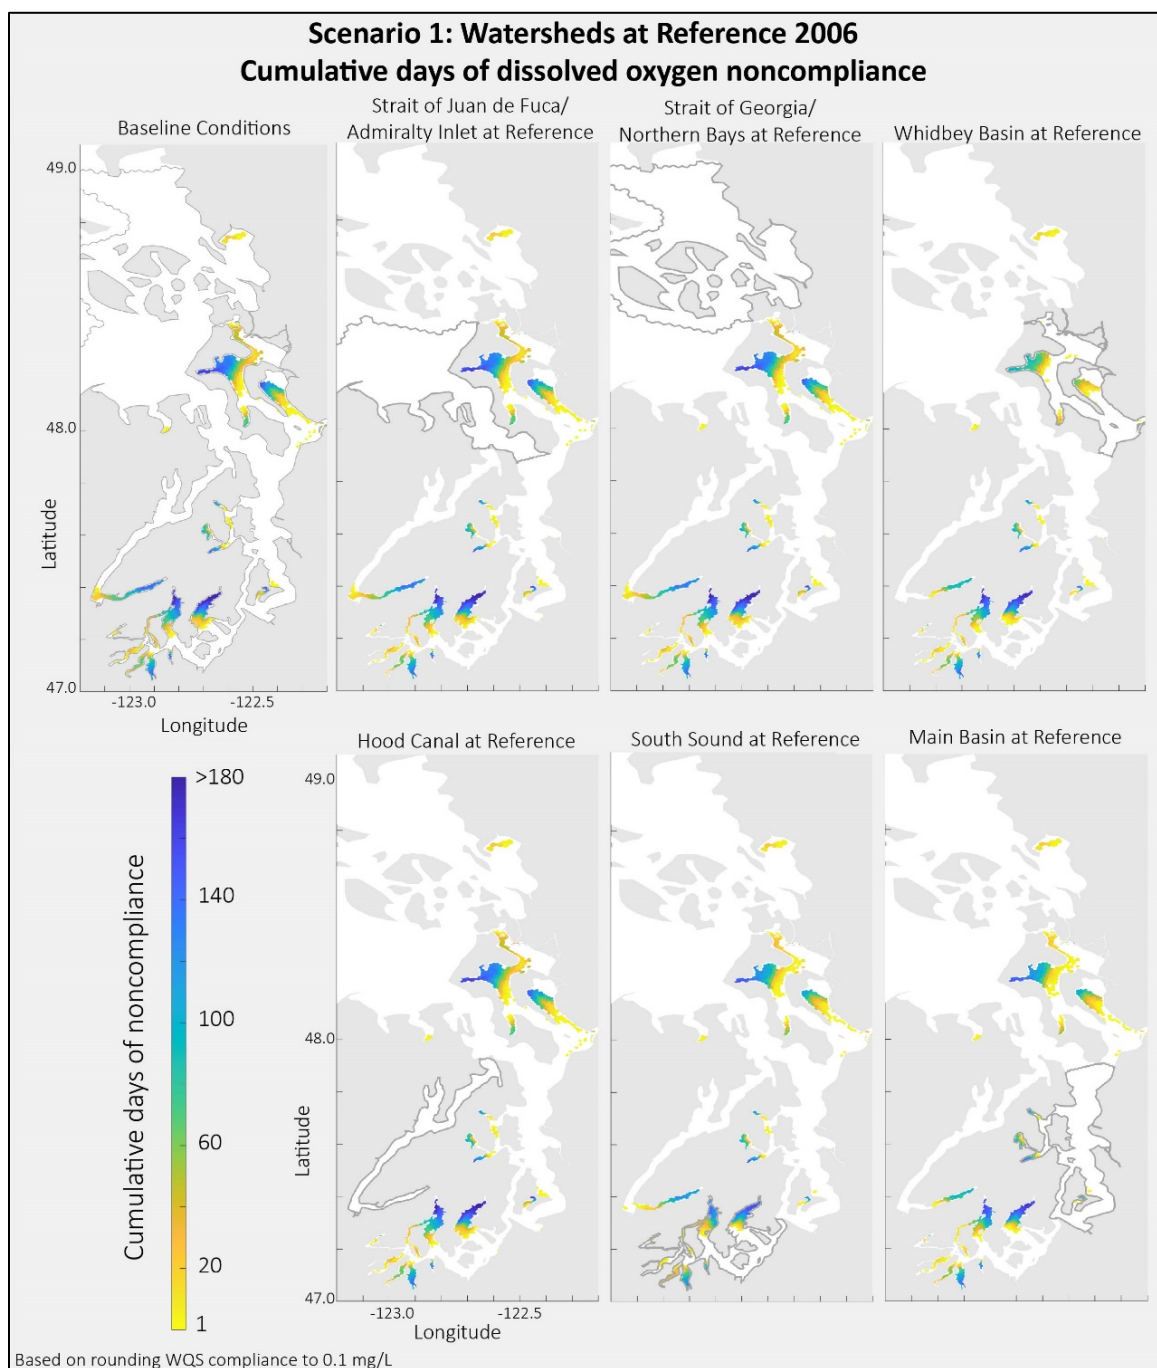 Scenario 1: Watersheds at Reference 2006
Cumulative days of dissolved oxygen noncompliance
Baseline Conditions
Strait of Juan de Fuca/
Admiralty Inlet at Reference
Strait of Georgia/
Northern Bays at Reference
Whidbey Basin at Reference
49.0
48.0
47.0
Latitude
-123.0
-122.5
Longitude
Hood Canal at Reference
South Sound at Reference
Main Basin at Reference
49.0
48.0
47.0
Latitude
-123.0
-122.5
Longitude
Cumulative days of noncompliance
>180
140
100
60
20
1
Based on rounding WQS compliance to 0.1 mg/L